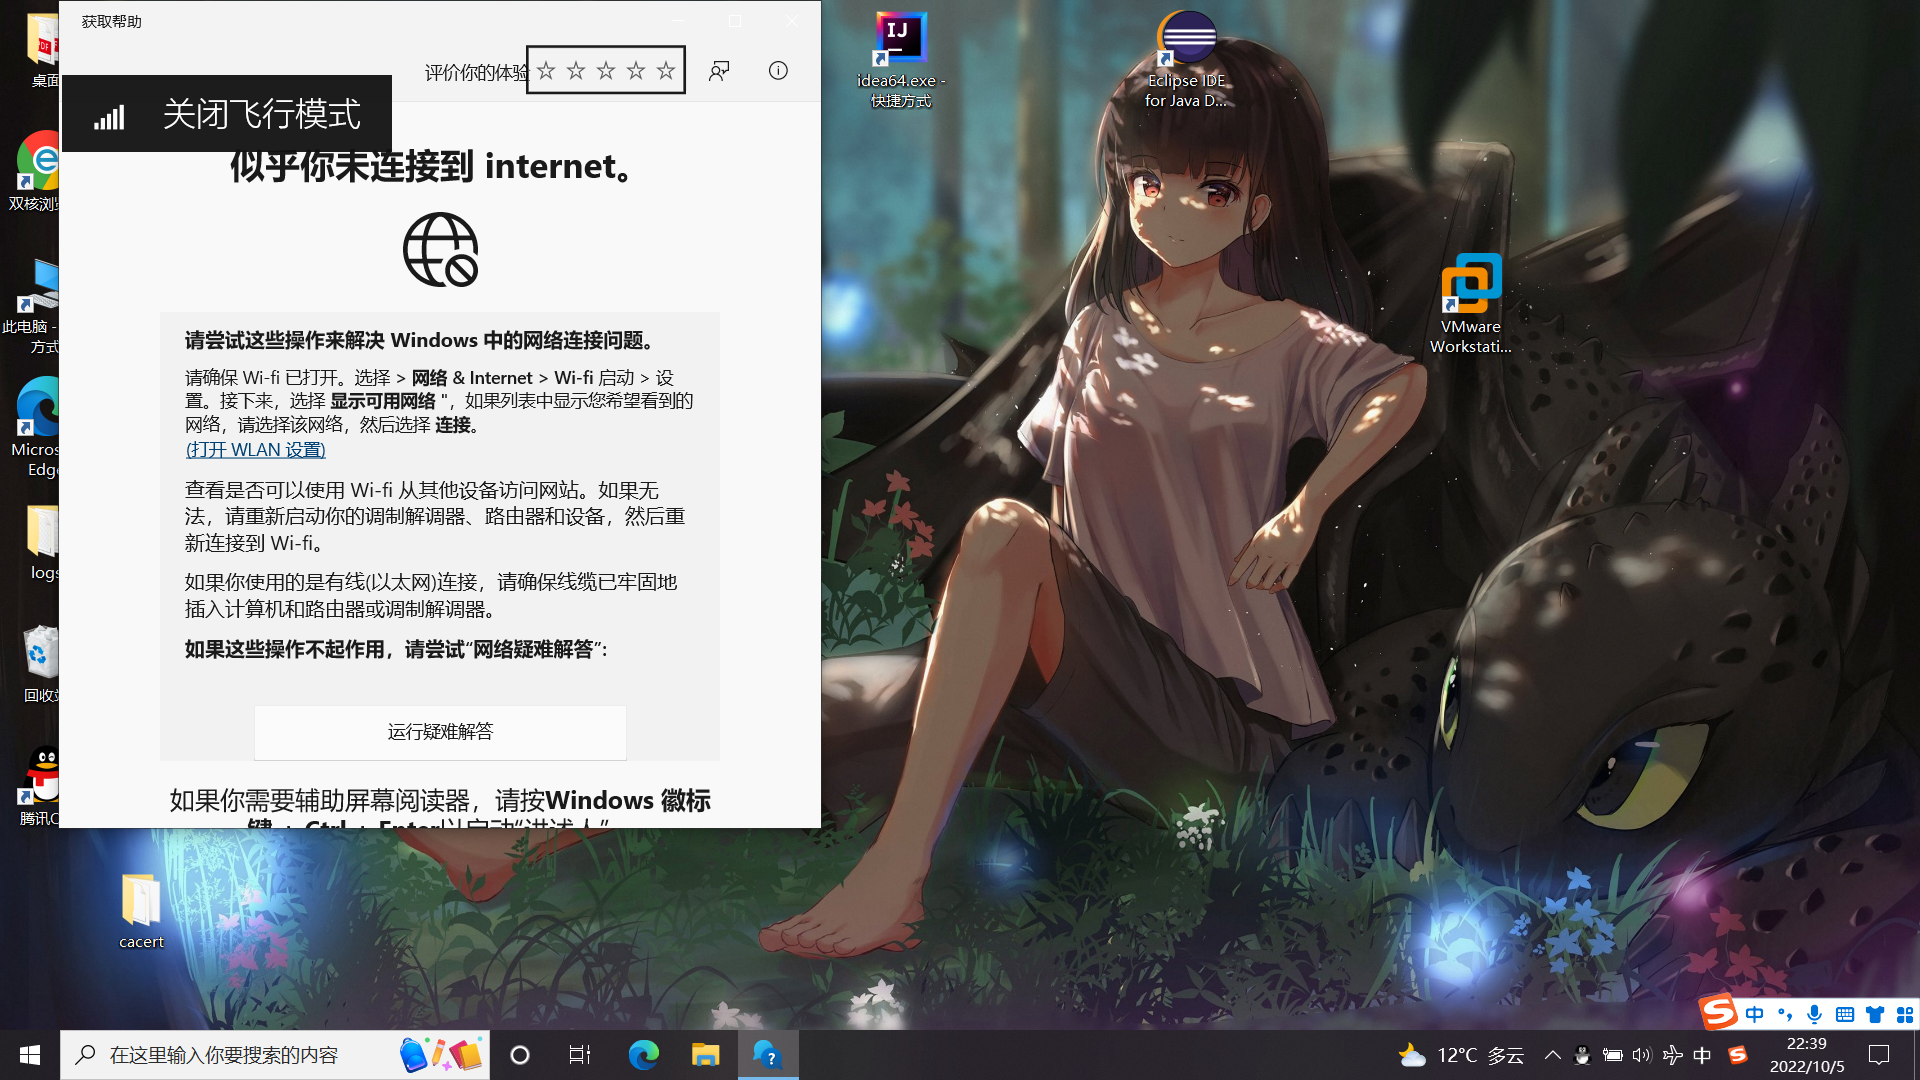 获取帮助
评价你的体验
关闭飞行模式
似乎你未连接到 internet。
请尝试这些操作来解决 Windows 中的网络连接问题。
请确保 Wi-fi 已打开。选择 > 网络 & Internet > Wi-fi 启动 > 设
置。接下来，选择 显示可用网络 "，如果列表中显示您希望看到的
网络，请选择该网络，然后选择 连接。
(打开 WLAN 设置)
查看是否可以使用 Wi-fi 从其他设备访问网站。如果无
法，请重新启动你的调制解调器、路由器和设备，然后重
新连接到 Wi-fi。
如果你使用的是有线(以太网)连接，请确保线缆已牢固地
插入计算机和路由器或调制解调器。
如果这些操作不起作用，请尝试“网络疑难解答”:
运行疑难解答
如果你需要辅助屏幕阅读器，请按Windows 徽标
键 + Ctrl + Enter以启动“讲述人”
桌面
双核浏
此电脑 -
方式
Micros
Edg
logs
回收
腾讯
cacert
IJ
idea64.exe -
快捷方式
Eclipse IDE
for Java D...
VMware
Workstati...
中
在这里输入你要搜索的内容
12°C 多云
中
22:39
2022/10/5